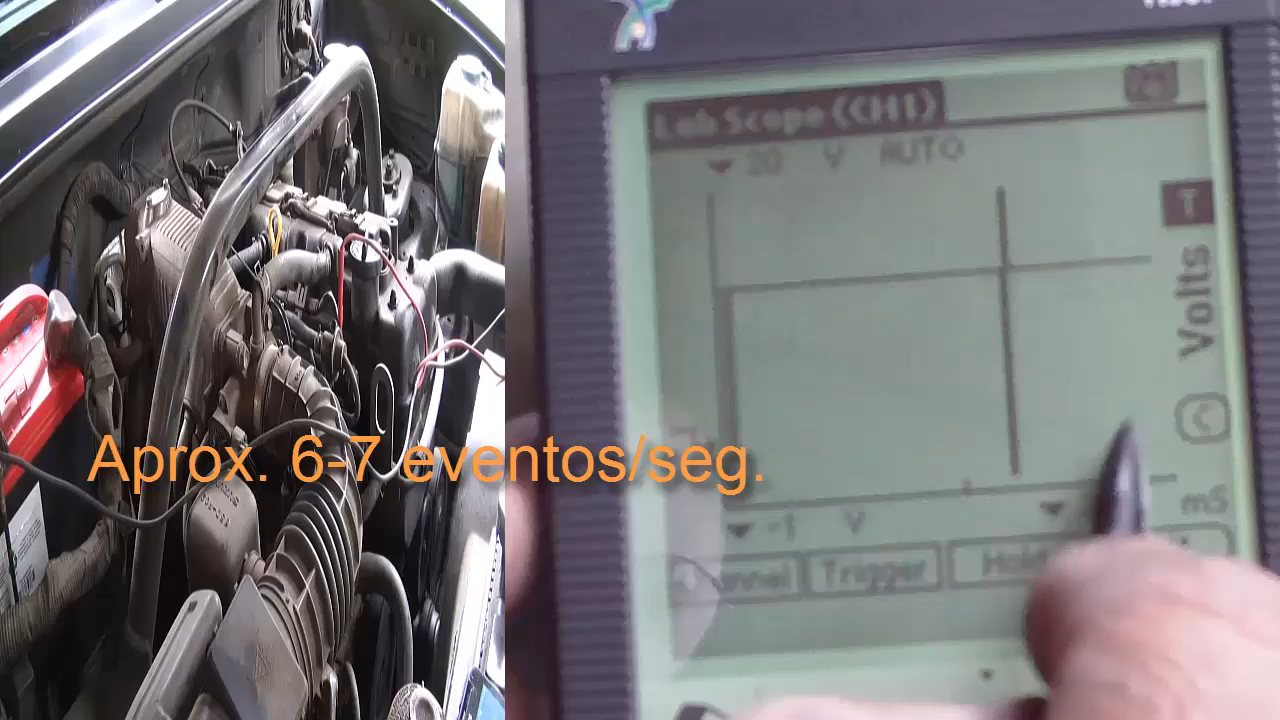 Lab Scope (CH1)
20 V AUTO
T
Volts
Aprox. 6-7 eventos/seg.
mS
-1 V
Trigger